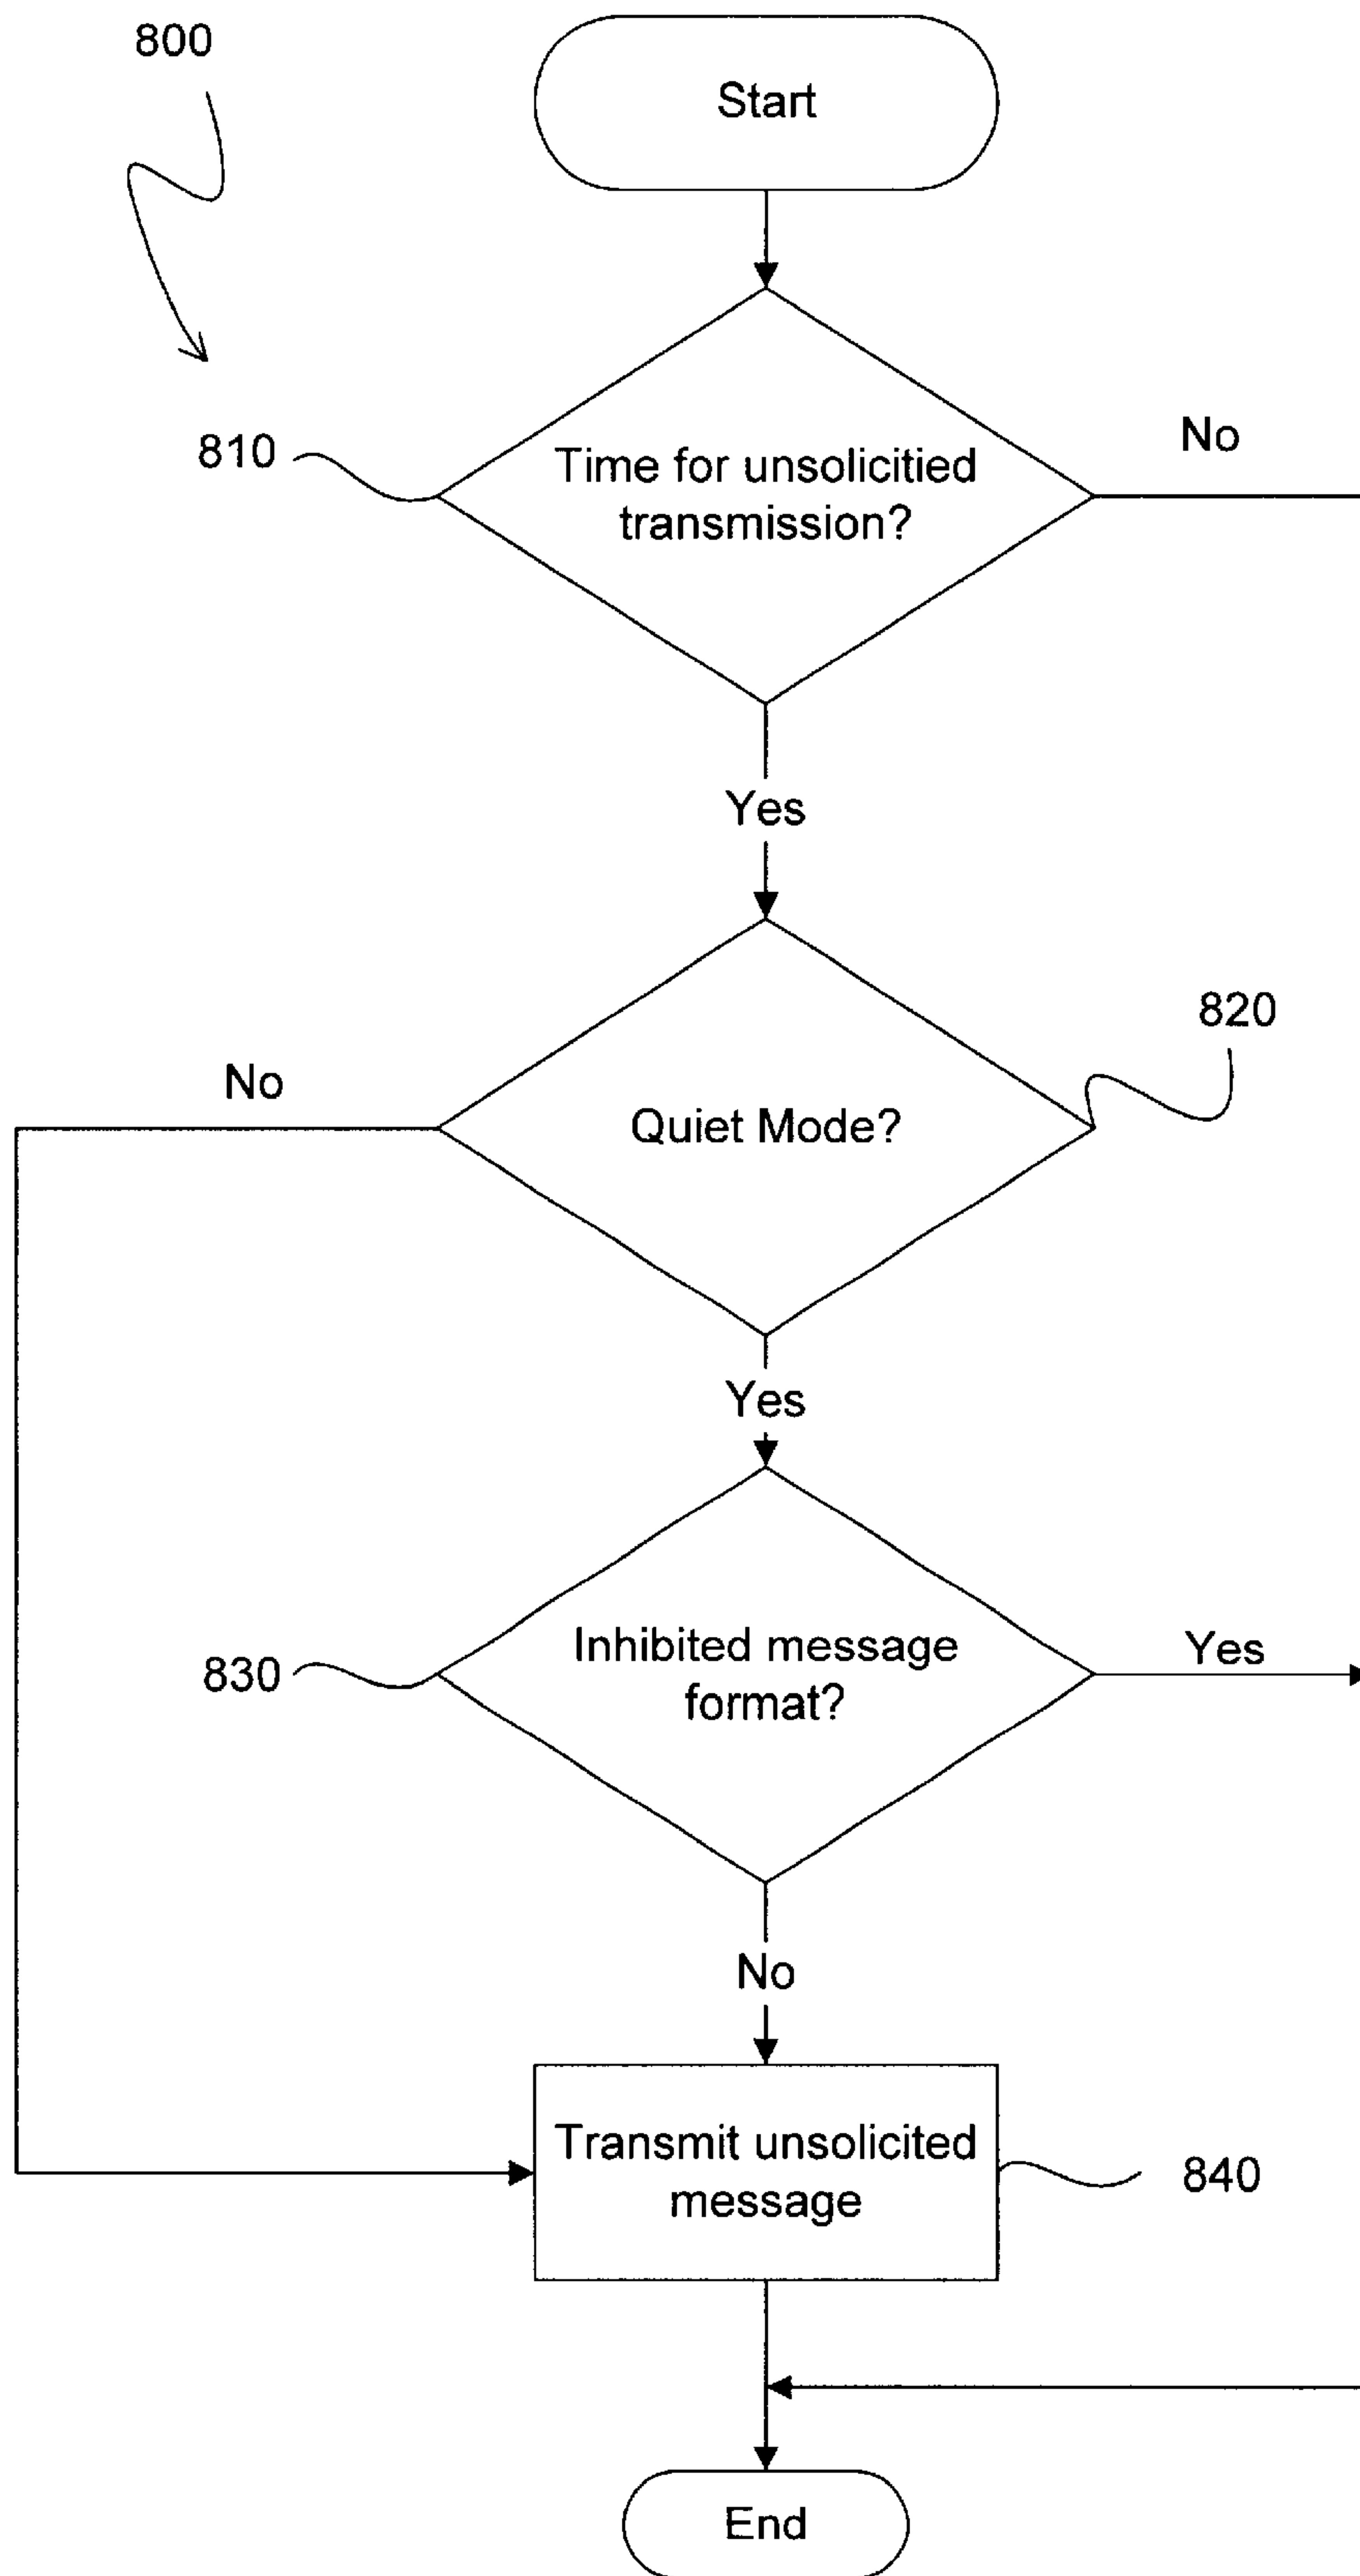 800
Start
810
Time for unsolicitied
transmission?
No
Yes
820
No
Quiet Mode?
Yes
830
Inhibited message
format?
Yes
No
Transmit unsolicited
message
840
End